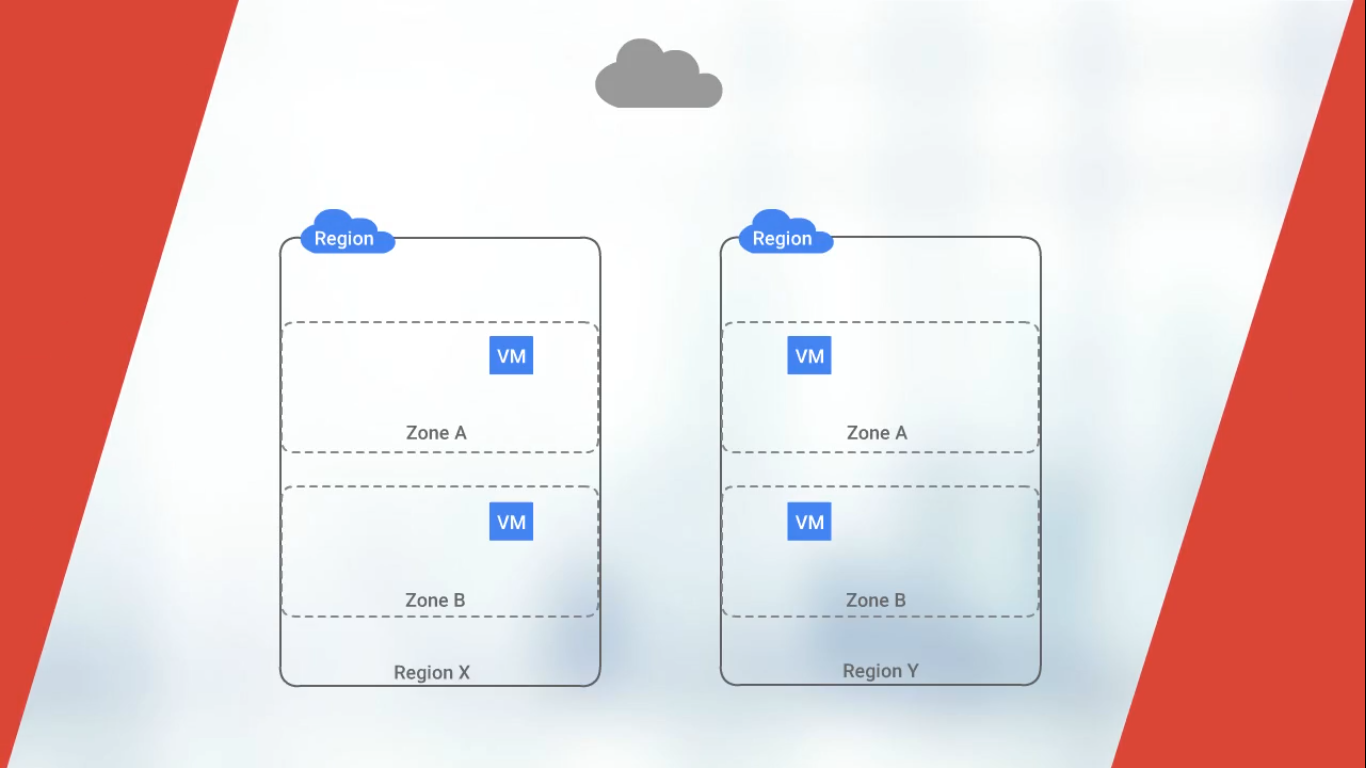 Region
Region
VM
VM
Zone A
Zone A
VM
VM
Zone B
Zone B
Region X
Region Y